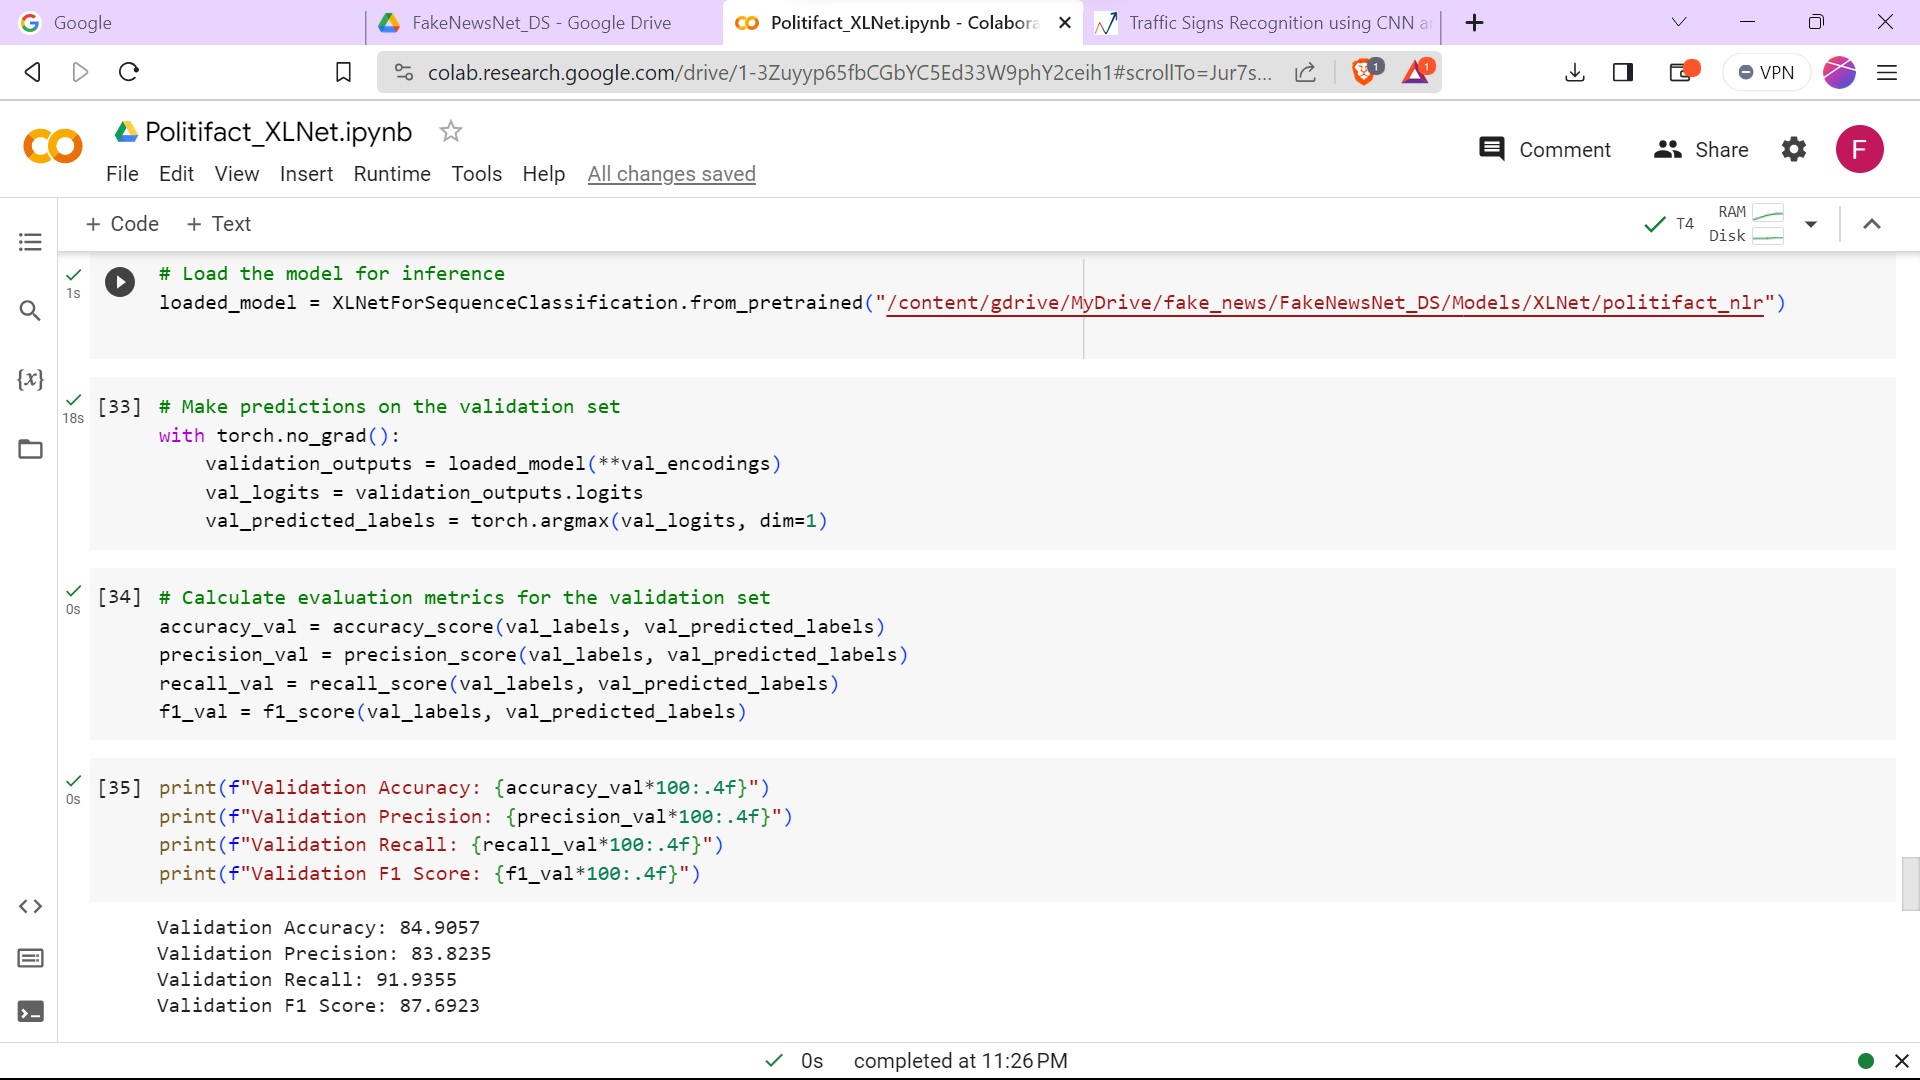 Google
FakeNewsNet_DS - Google Drive
Politifact_XLNet.ipynb - Colabora
Traffic Signs Recognition using CNN a
colab.research.google.com/drive/1-3Zuyyp65fbCGbYC5Ed33W9phY2ceih1#scrollTo=Jur7s...
1
1
VPN
Politifact_XLNet.ipynb
Comment
Share
F
File Edit View Insert Runtime Tools Help All changes saved
+ Code + Text
T4
RAM
Disk
1s
# Load the model for inference
loaded_model = XLNetForSequenceClassification.from_pretrained("/content/gdrive/MyDrive/fake_news/FakeNewsNet_DS/Models/XLNet/politifact_nlr")
{x}
18s
[33] # Make predictions on the validation set
with torch.no_grad():
    validation_outputs = loaded_model(**val_encodings)
    val_logits = validation_outputs.logits
    val_predicted_labels = torch.argmax(val_logits, dim=1)
0s
[34] # Calculate evaluation metrics for the validation set
accuracy_val = accuracy_score(val_labels, val_predicted_labels)
precision_val = precision_score(val_labels, val_predicted_labels)
recall_val = recall_score(val_labels, val_predicted_labels)
f1_val = f1_score(val_labels, val_predicted_labels)
0s
[35] print(f"Validation Accuracy: {accuracy_val*100:.4f}")
print(f"Validation Precision: {precision_val*100:.4f}")
print(f"Validation Recall: {recall_val*100:.4f}")
print(f"Validation F1 Score: {f1_val*100:.4f}")
Validation Accuracy: 84.9057
Validation Precision: 83.8235
Validation Recall: 91.9355
Validation F1 Score: 87.6923
0s completed at 11:26 PM